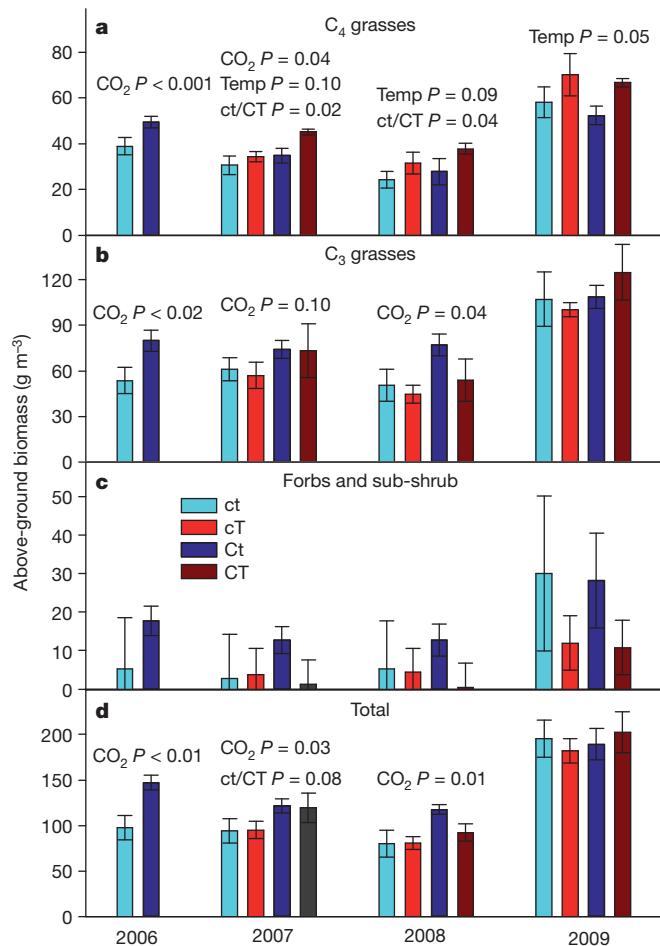 a
C₄ grasses
80
60
40
20
0
CO₂ P < 0.001
CO₂ P = 0.04
Temp P = 0.10
ct/CT P = 0.02
Temp P = 0.09
ct/CT P = 0.04
Temp P = 0.05
b
C₃ grasses
120
90
60
30
0
CO₂ P < 0.02
CO₂ P = 0.10
CO₂ P = 0.04
Above-ground biomass (g m⁻³)
c
Forbs and sub-shrub
50
40
30
20
10
0
ct
cT
Ct
CT
d
Total
200
150
100
50
0
CO₂ P < 0.01
CO₂ P = 0.03
ct/CT P = 0.08
CO₂ P = 0.01
2006
2007
2008
2009